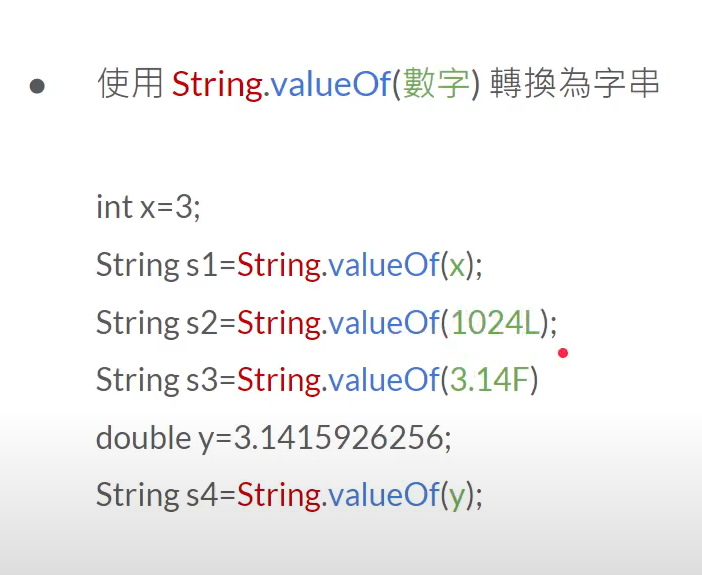 使用 String.valueOf(數字) 轉換為字串
int x=3;
String s1=String.valueOf(x);
String s2=String.valueOf(1024L);
String s3=String.valueOf(3.14F)
double y=3.1415926256;
String s4=String.valueOf(y);